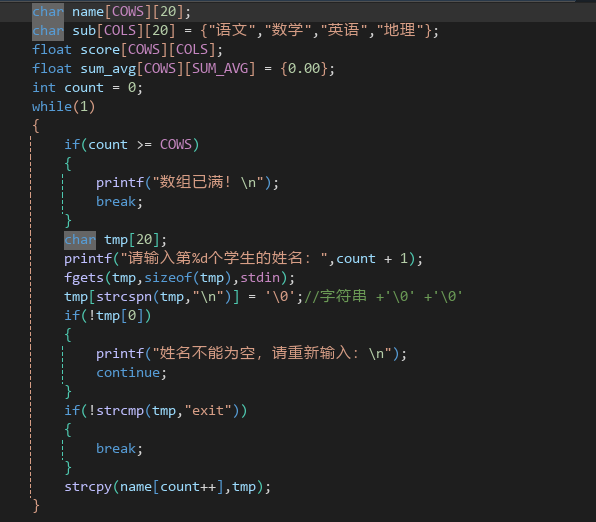 char name[COWS][20];
char sub[COLS][20] = {"语文","数学","英语","地理"};
float score[COWS][COLS];
float sum_avg[COWS][SUM_AVG] = {0.00};
int count = 0;
while(1)
{
    if(count >= COWS)
    {
        printf("数组已满！\n");
        break;
    }
    char tmp[20];
    printf("请输入第%d个学生的姓名：",count + 1);
    fgets(tmp,sizeof(tmp),stdin);
    tmp[strcspn(tmp,"\n")] = '\0';//字符串 +'\0' +'\0'
    if(!tmp[0])
    {
        printf("姓名不能为空，请重新输入：\n");
        continue;
    }
    if(!strcmp(tmp,"exit"))
    {
        break;
    }
    strcpy(name[count++],tmp);
}